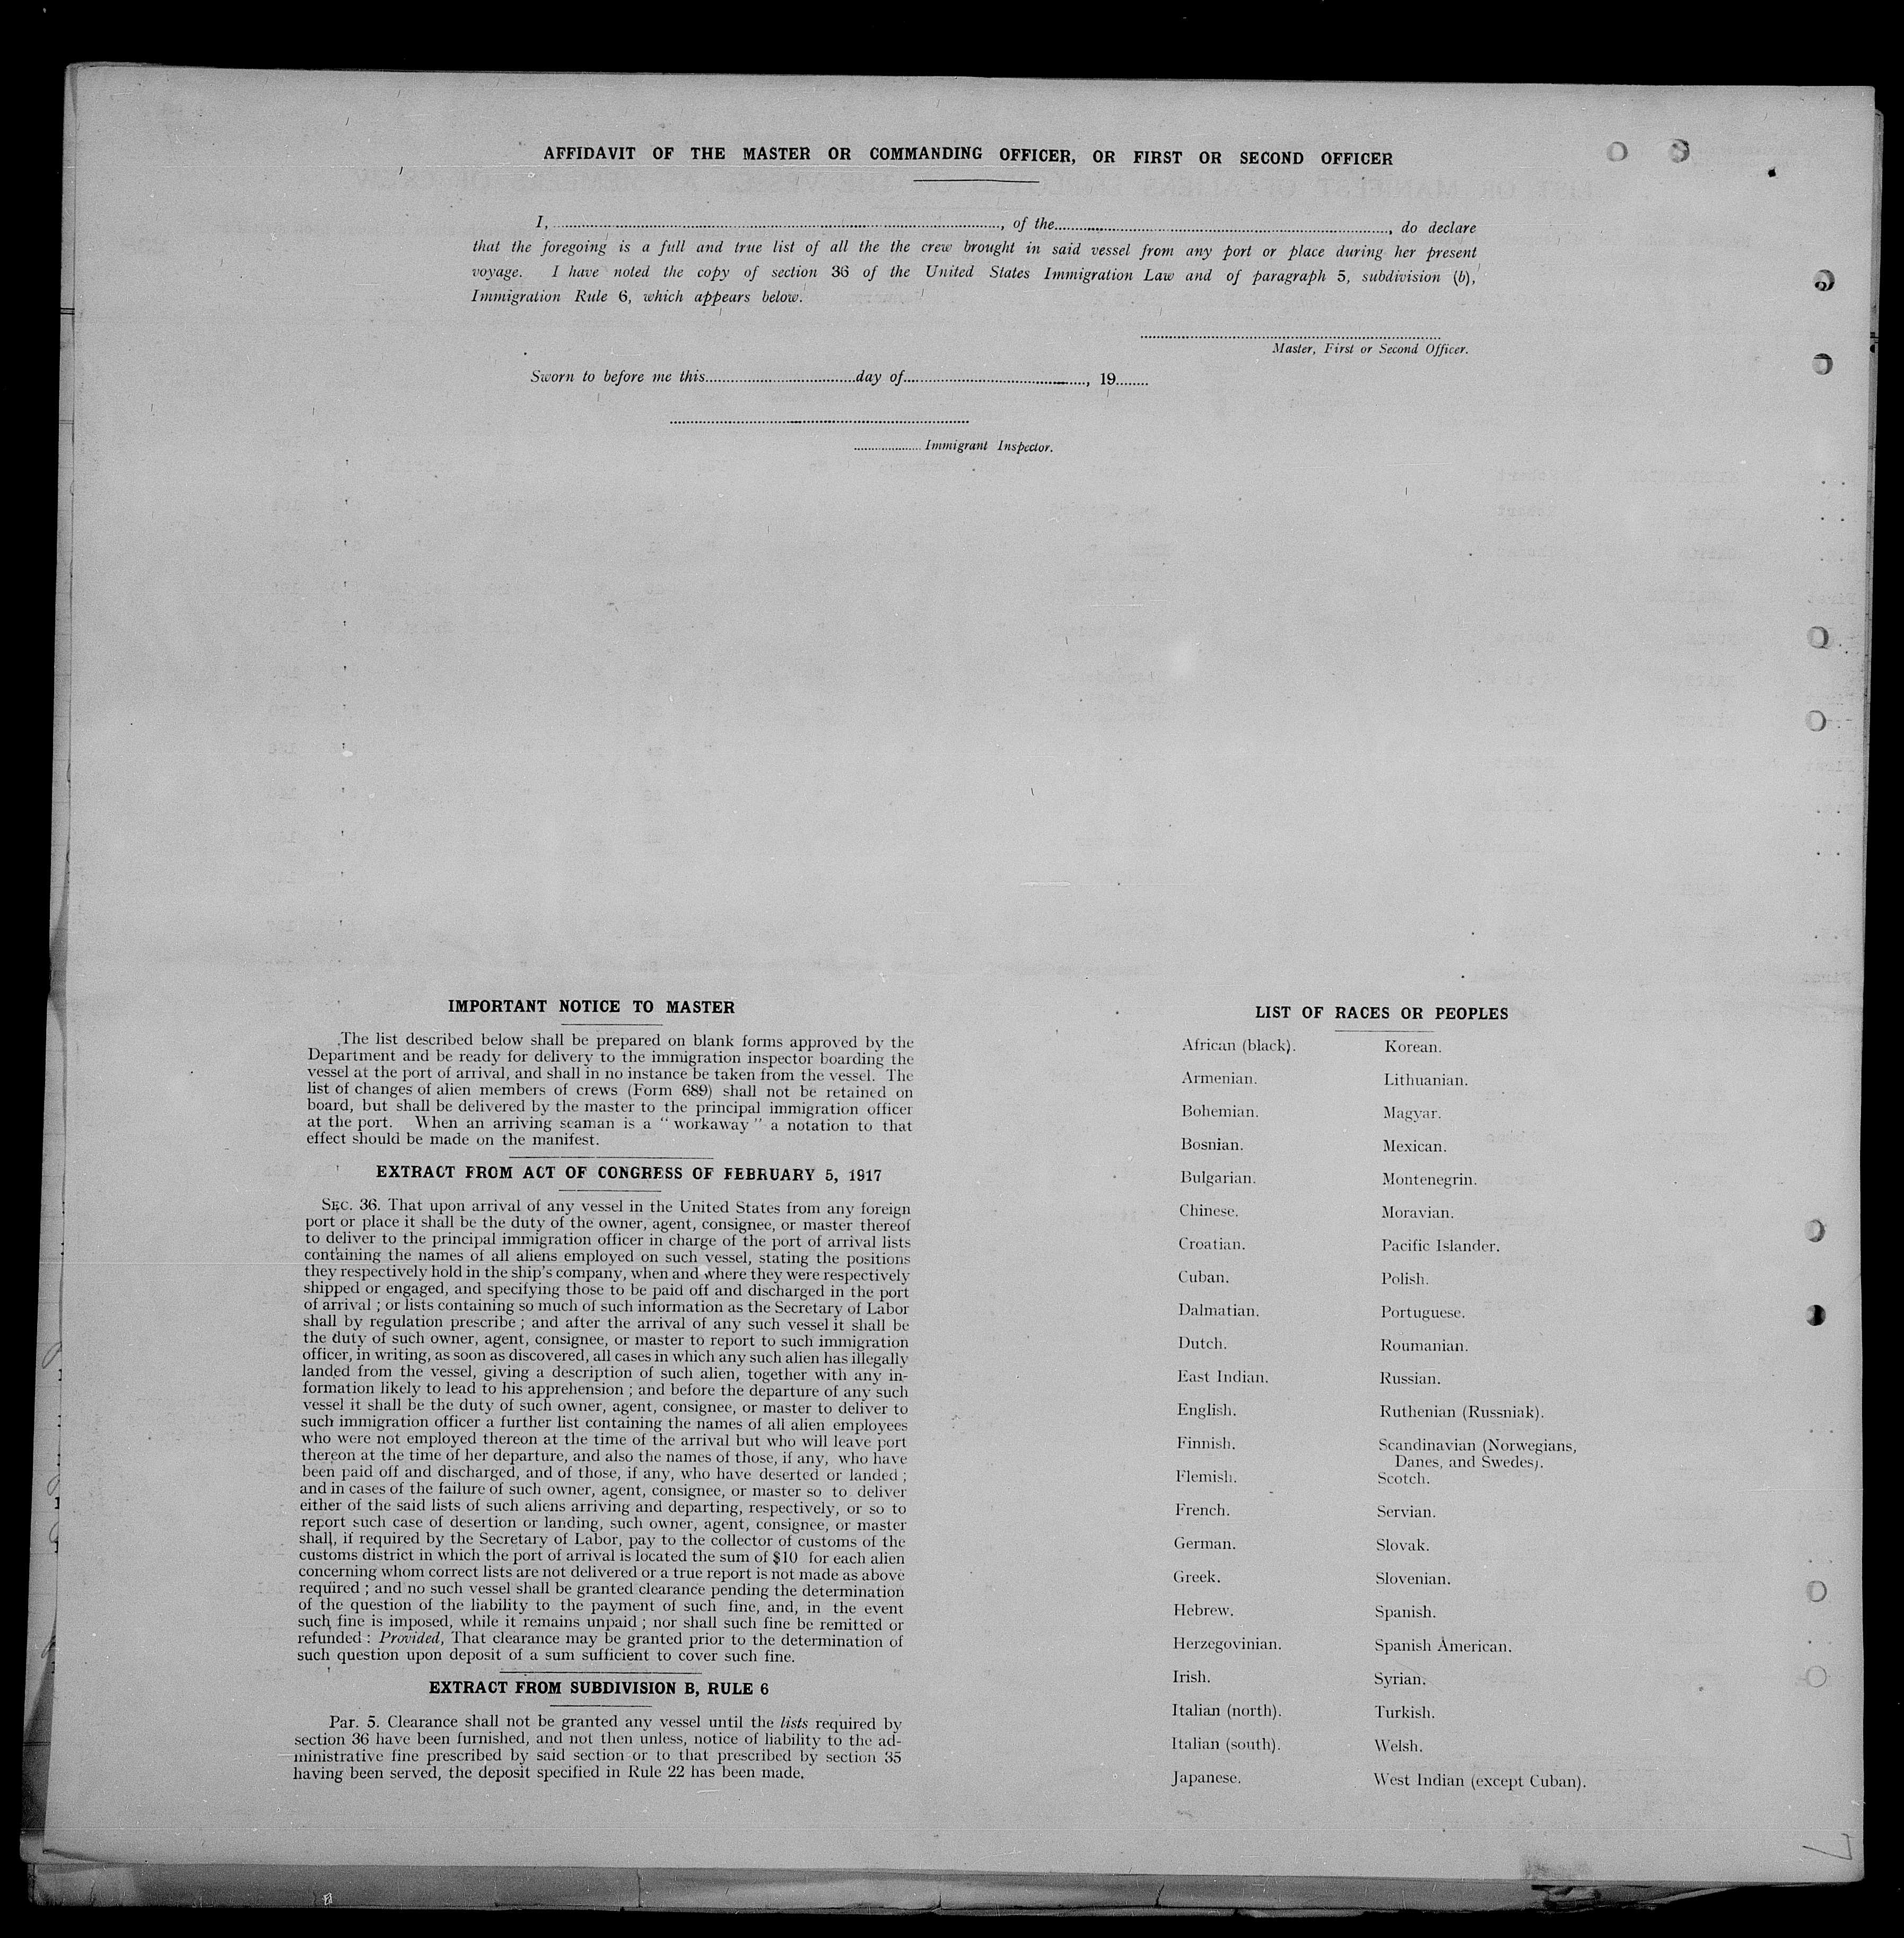 AFFIDAVIT OF THE MASTER OR COMMANDING OFFICER, OR FIRST OR SECOND OFFICER
I, ........, of the ........, do declare
that the foregoing is a full and true list of all the the crew brought in said vessel from any port or place during her present
voyage. I have noted the copy of section 36 of the United States Immigration Law and of paragraph 5, subdivision (b),
Immigration Rule 6, which appears below.
Master, First or Second Officer.
Sworn to before me this ........ day of ........, 19........
........ Immigrant Inspector.
IMPORTANT NOTICE TO MASTER
The list described below shall be prepared on blank forms approved by the
Department and be ready for delivery to the immigration inspector boarding the
vessel at the port of arrival, and shall in no instance be taken from the vessel. The
list of changes of alien members of crews (Form 689) shall not be retained on
board, but shall be delivered by the master to the principal immigration officer
at the port. When an arriving seaman is a "workaway" a notation to that
effect should be made on the manifest.
EXTRACT FROM ACT OF CONGRESS OF FEBRUARY 5, 1917
SEC. 36. That upon arrival of any vessel in the United States from any foreign
port or place it shall be the duty of the owner, agent, consignee, or master thereof
to deliver to the principal immigration officer in charge of the port of arrival lists
containing the names of all aliens employed on such vessel, stating the positions
they respectively hold in the ship's company, when and where they were respectively
shipped or engaged, and specifying those to be paid off and discharged in the port
of arrival ; or lists containing so much of such information as the Secretary of Labor
shall by regulation prescribe ; and after the arrival of any such vessel it shall be
the duty of such owner, agent, consignee, or master to report to such immigration
officer, in writing, as soon as discovered, all cases in which any such alien has illegally
landed from the vessel, giving a description of such alien, together with any in-
formation likely to lead to his apprehension ; and before the departure of any such
vessel it shall be the duty of such owner, agent, consignee, or master to deliver to
such immigration officer a further list containing the names of all alien employees
who were not employed thereon at the time of the arrival but who will leave port
thereon at the time of her departure, and also the names of those, if any, who have
been paid off and discharged, and of those, if any, who have deserted or landed ;
and in cases of the failure of such owner, agent, consignee, or master so to deliver
either of the said lists of such aliens arriving and departing, respectively, or so to
report such case of desertion or landing, such owner, agent, consignee, or master
shall, if required by the Secretary of Labor, pay to the collector of customs of the
customs district in which the port of arrival is located the sum of $10 for each alien
concerning whom correct lists are not delivered or a true report is not made as above
required ; and no such vessel shall be granted clearance pending the determination
of the question of the liability to the payment of such fine, and, in the event
such fine is imposed, while it remains unpaid ; nor shall such fine be remitted or
refunded : Provided, That clearance may be granted prior to the determination of
such question upon deposit of a sum sufficient to cover such fine.
EXTRACT FROM SUBDIVISION B, RULE 6
Par. 5. Clearance shall not be granted any vessel until the lists required by
section 36 have been furnished, and not then unless, notice of liability to the ad-
ministrative fine prescribed by said section or to that prescribed by section 35
having been served, the deposit specified in Rule 22 has been made.
LIST OF RACES OR PEOPLES
African (black).
Armenian.
Bohemian.
Bosnian.
Bulgarian.
Chinese.
Croatian.
Cuban.
Dalmatian.
Dutch.
East Indian.
English.
Finnish.
Flemish.
French.
German.
Greek.
Hebrew.
Herzegovinian.
Irish.
Italian (north).
Italian (south).
Japanese.
Korean.
Lithuanian.
Magyar.
Mexican.
Montenegrin.
Moravian.
Pacific Islander.
Polish.
Portuguese.
Roumanian.
Russian.
Ruthenian (Russniak).
Scandinavian (Norwegians,
Danes, and Swedes).
Scotch.
Servian.
Slovak.
Slovenian.
Spanish.
Spanish American.
Syrian.
Turkish.
Welsh.
West Indian (except Cuban).